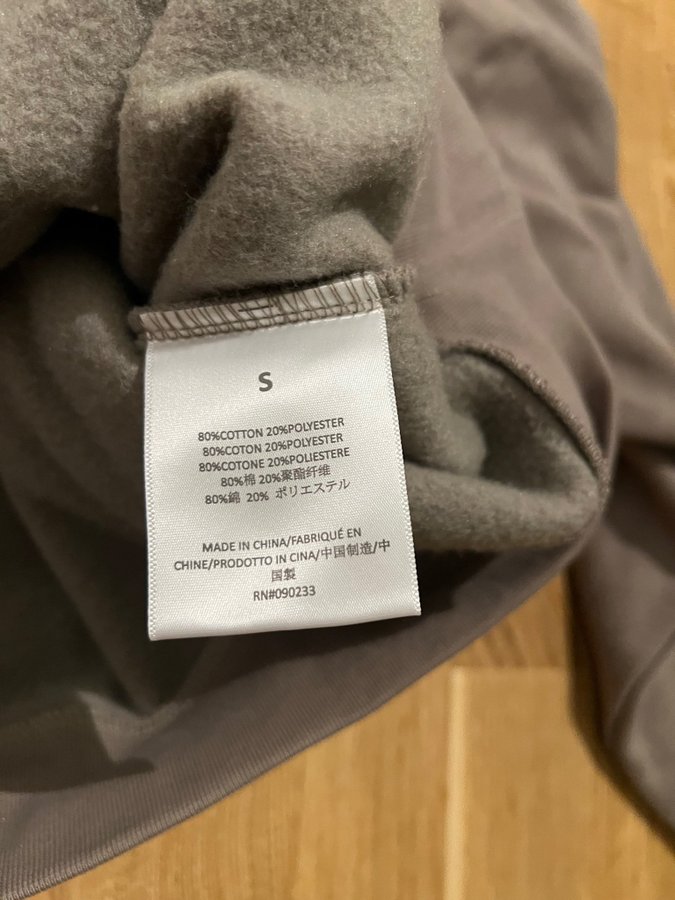 S
80%COTTON 20%POLYESTER
80%COTON 20%POLYESTER
80%COTONE 20%POLIESTERE
80%棉 20%聚酯纤维
80%綿 20% ポリエステル
MADE IN CHINA/FABRIQUÉ EN
CHINE/PRODOTTO IN CINA/中国制造/中
国製
RN#090233